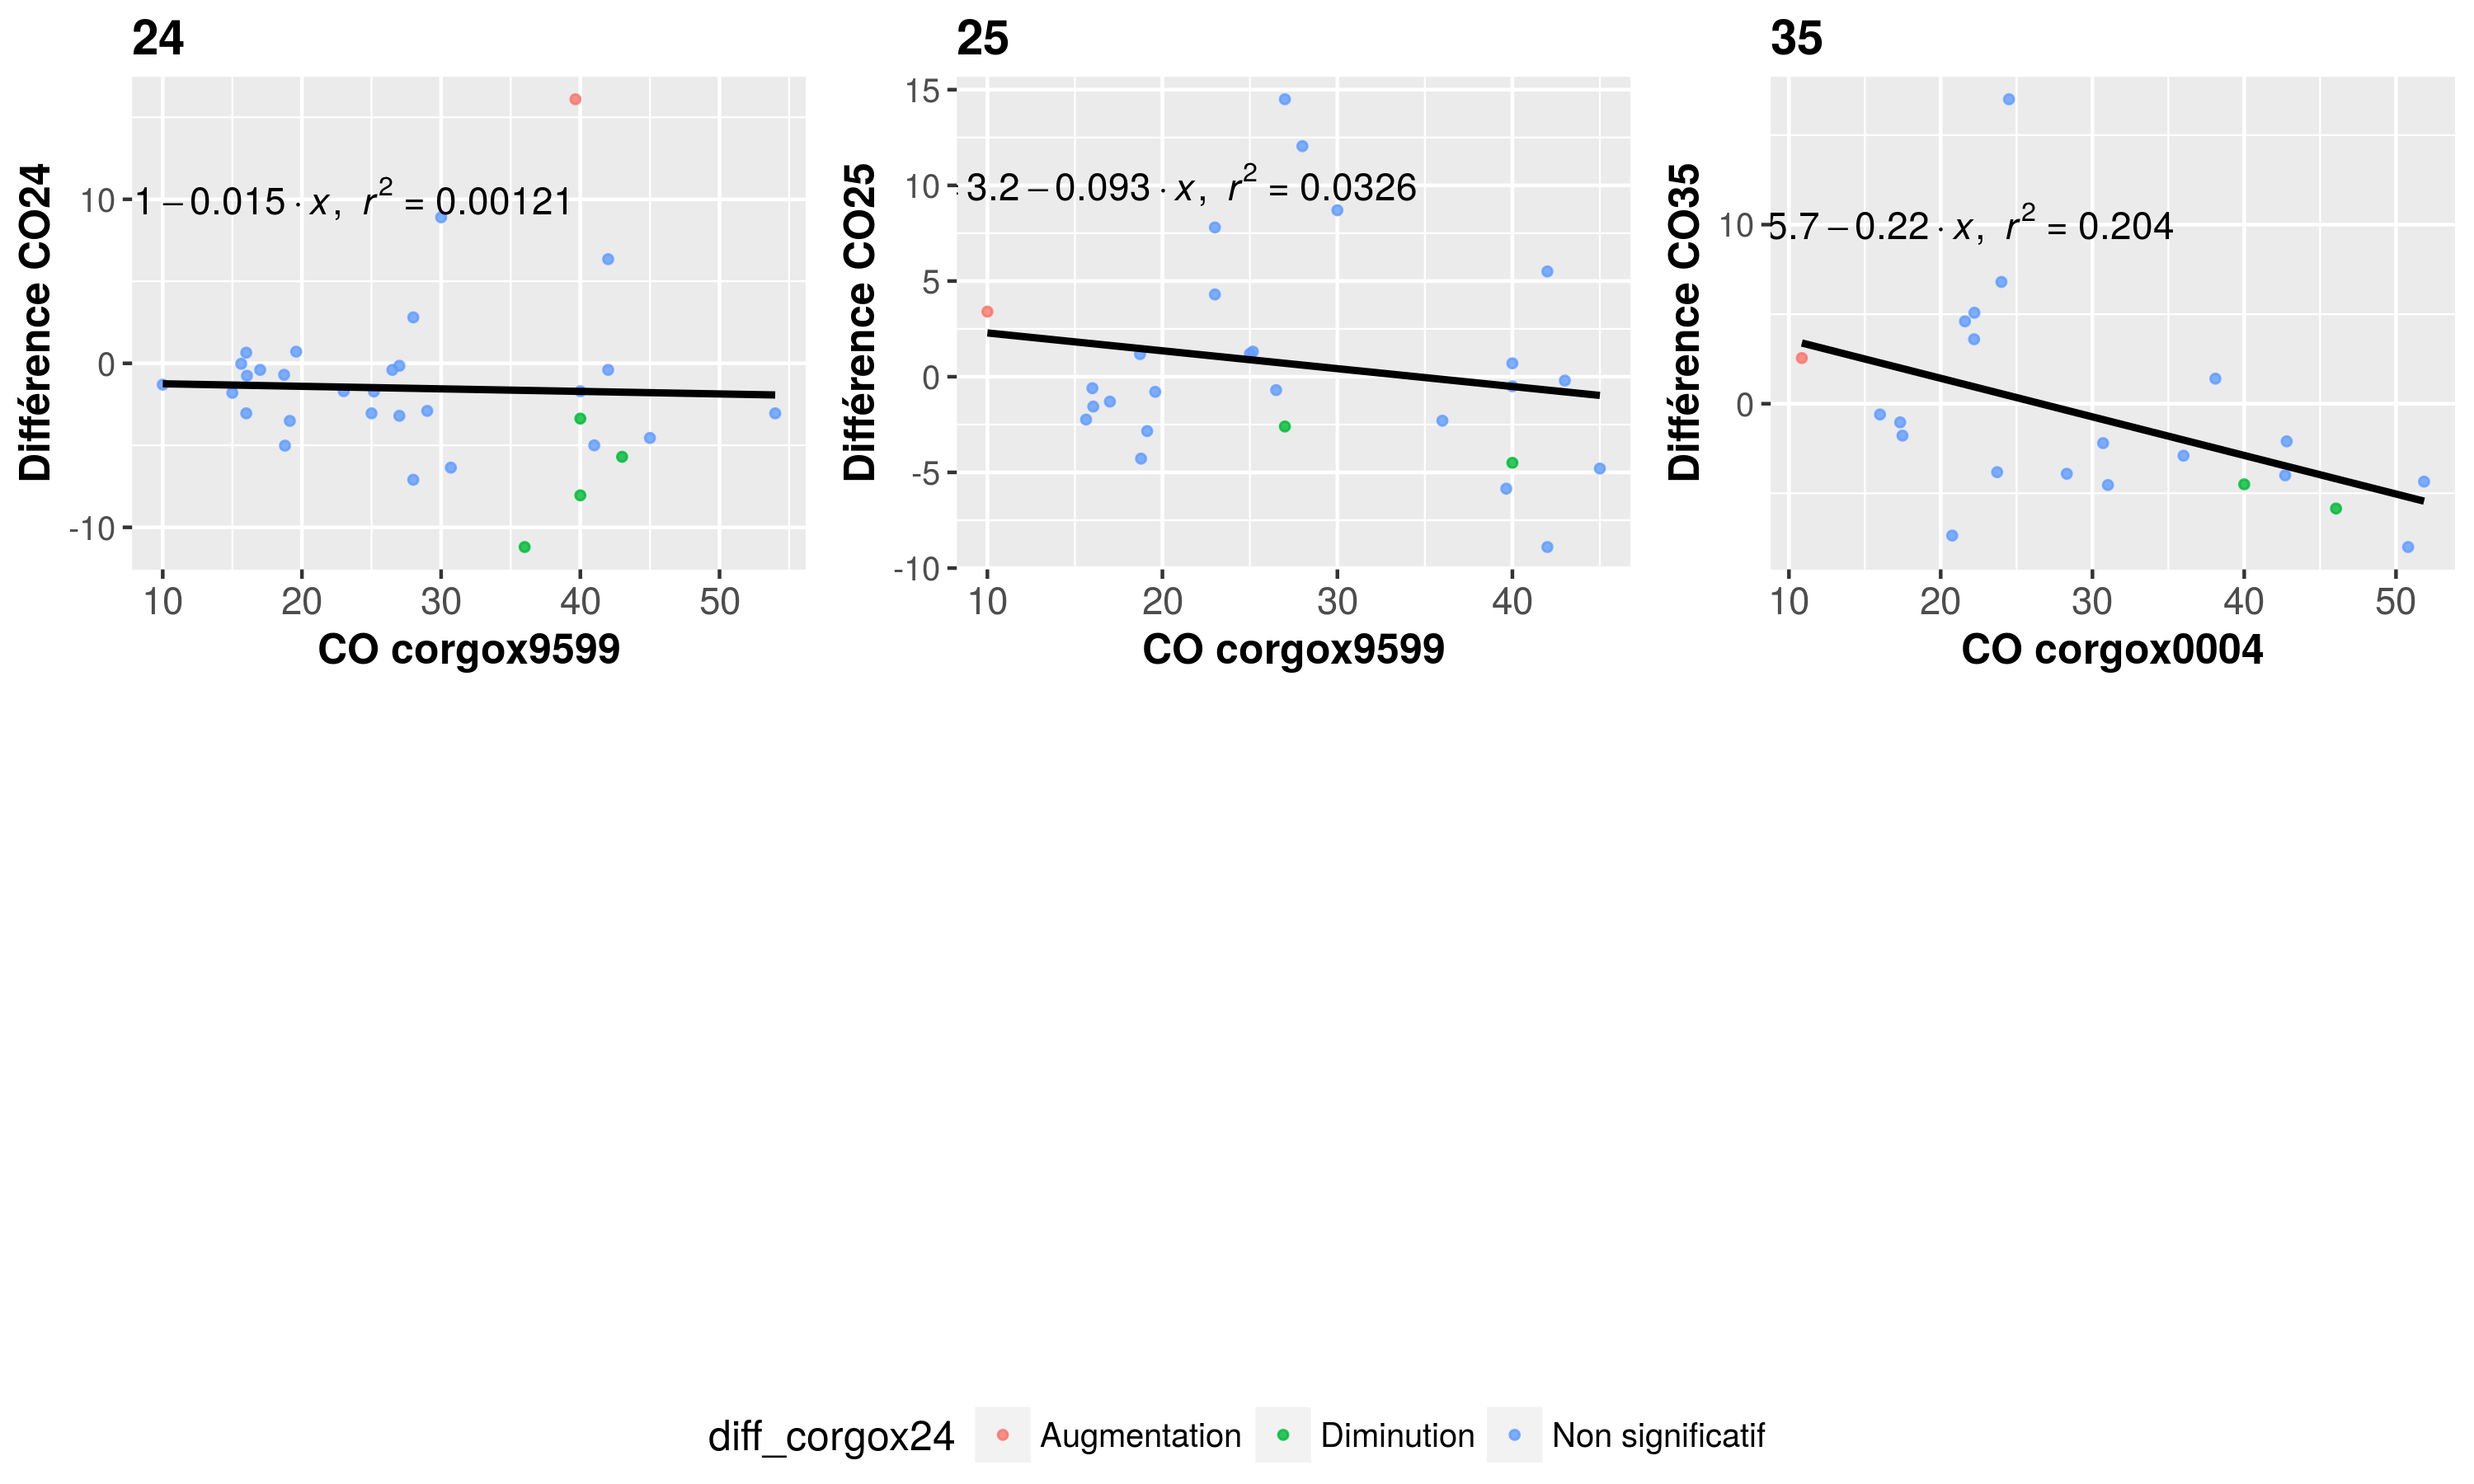 24
25
35
Différence CO24
10
0
-10
1 − 0.015 · x, r² = 0.00121
10 20 30 40 50
CO corgox9599
Différence CO25
15
10
5
0
-5
-10
3.2 − 0.093 · x, r² = 0.0326
10 20 30 40
CO corgox9599
Différence CO35
10
0
5.7 − 0.22 · x, r² = 0.204
10 20 30 40 50
CO corgox0004
diff_corgox24 Augmentation Diminution Non significatif